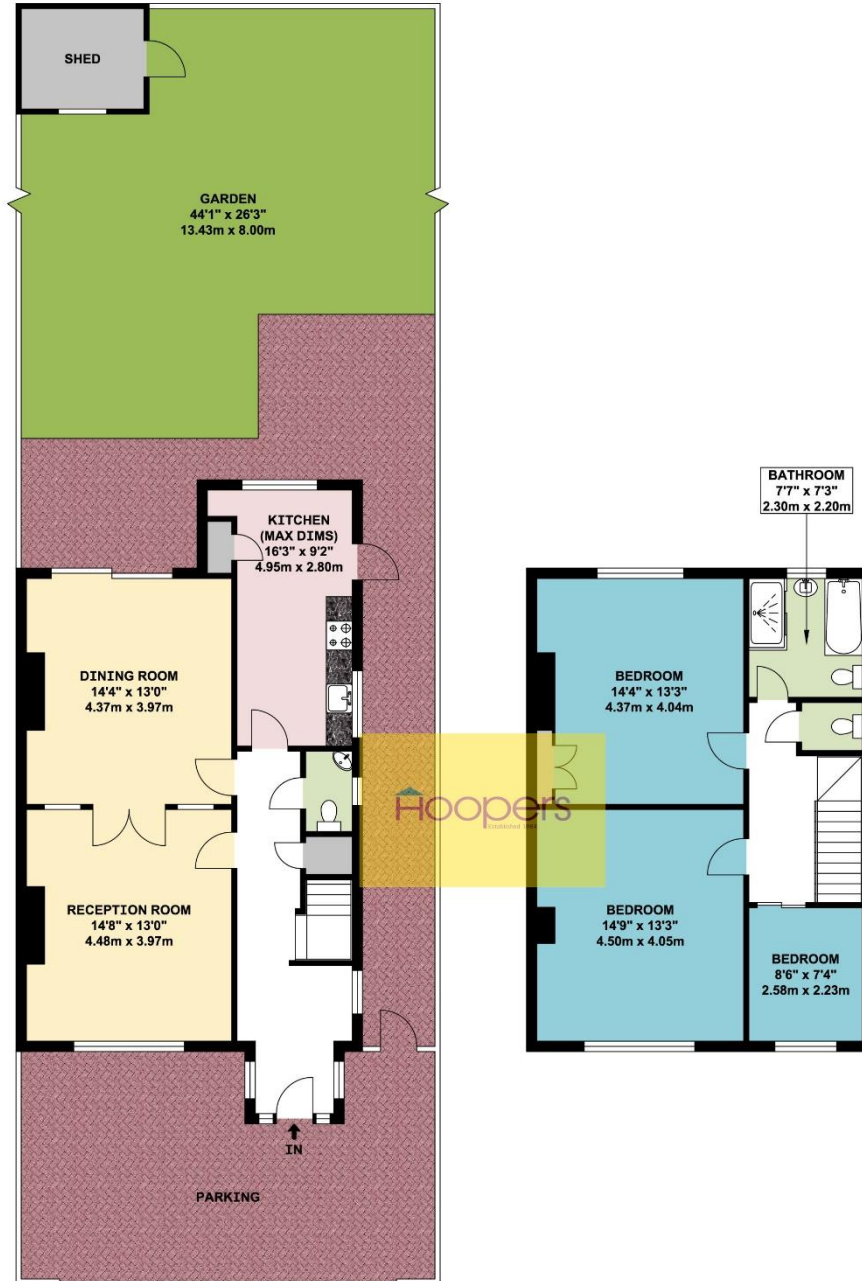 SHED
GARDEN
44'1" x 26'3"
13.43m x 8.00m
KITCHEN
(MAX DIMS)
16'3" x 9'2"
4.95m x 2.80m
DINING ROOM
14'4" x 13'0"
4.37m x 3.97m
RECEPTION ROOM
14'8" x 13'0"
4.48m x 3.97m
IN
PARKING
Hoopers
BATHROOM
7'7" x 7'3"
2.30m x 2.20m
BEDROOM
14'4" x 13'3"
4.37m x 4.04m
BEDROOM
14'9" x 13'3"
4.50m x 4.05m
BEDROOM
8'6" x 7'4"
2.58m x 2.23m